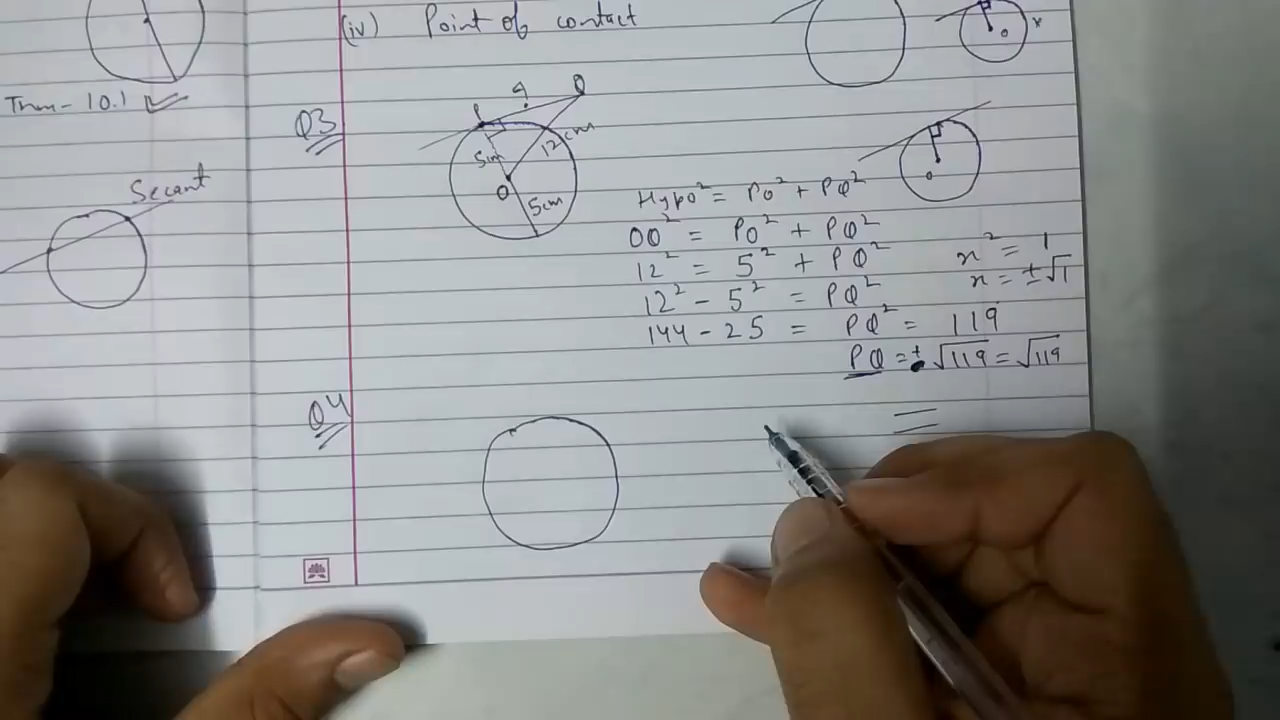 (iv) Point of contact
Thm- 10.1
Secant
Q3
P
Q
5cm
12cm
O
5cm
Hypo² = PO² + PQ²
OQ² = PO² + PQ²
12² = 5² + PQ²
12² - 5² = PQ²
144 - 25 = PQ² = 119
PQ = ± √119 = √119
x² = 1
x = ± √1
O
O
x
Q4